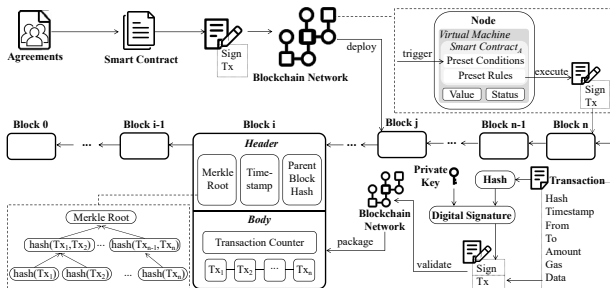 Agreements
Smart Contract
Sign
Tx
Blockchain Network
deploy
trigger
Node
Virtual Machine
Smart ContractA
Preset Conditions
Preset Rules
Value
Status
execute
Sign
Tx
Block 0
...
Block i-1
Block i
...
Block j
...
Block n-1
Block n
Header
Merkle
Root
Time-
stamp
Parent
Block
Hash
Body
Transaction Counter
Tx1
Tx2
...
Txn
Merkle Root
hash(Tx1,Tx2)
...
hash(Txn-1,Txn)
hash(Tx1)
hash(Tx2)
...
hash(Txn)
package
Blockchain
Network
validate
Private
Key
Hash
Digital Signature
Sign
Tx
Transaction
Hash
Timestamp
From
To
Amount
Gas
Data